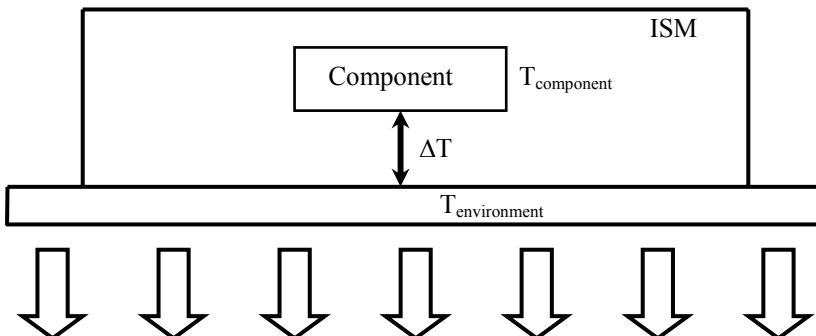 ISM
Component
T_component
ΔT
T_environment